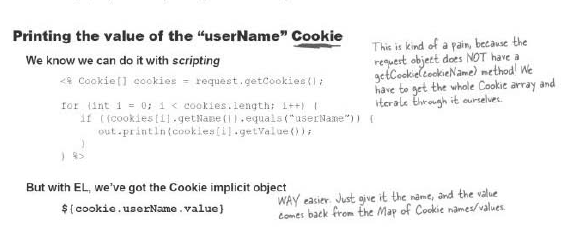 Printing the value of the “userName” Cookie
We know we can do it with scripting
<% Cookie[] cookies = request.getCookies();
for (int i = 0; i < cookies.length; i++) {
if ((cookies[i].getName()).equals("userName")) {
out.println(cookies[i].getValue());
}
} %>
This is kind of a pain, because the
request object does NOT have a
getCookie(cookieName) method! We
have to get the whole Cookie array and
iterate through it ourselves.
But with EL, we've got the Cookie implicit object
${cookie.userName.value}
WAY easier. Just give it the name, and the value
comes back from the Map of Cookie names/values.